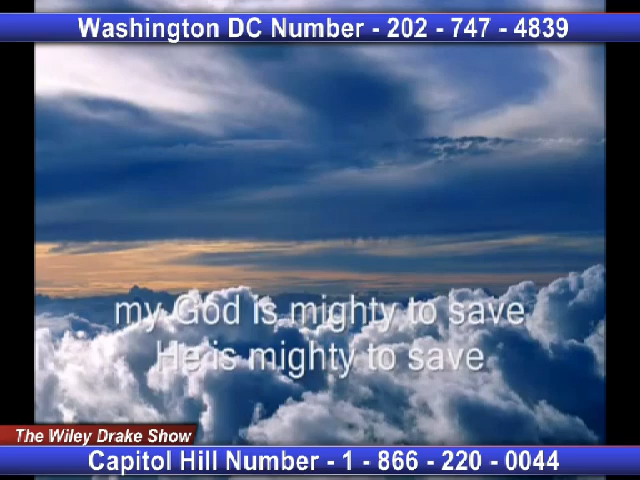 Washington DC Number - 202 - 747 - 4839
my God is mighty to save
He is mighty to save
The Wiley Drake Show
Capitol Hill Number - 1 - 866 - 220 - 0044